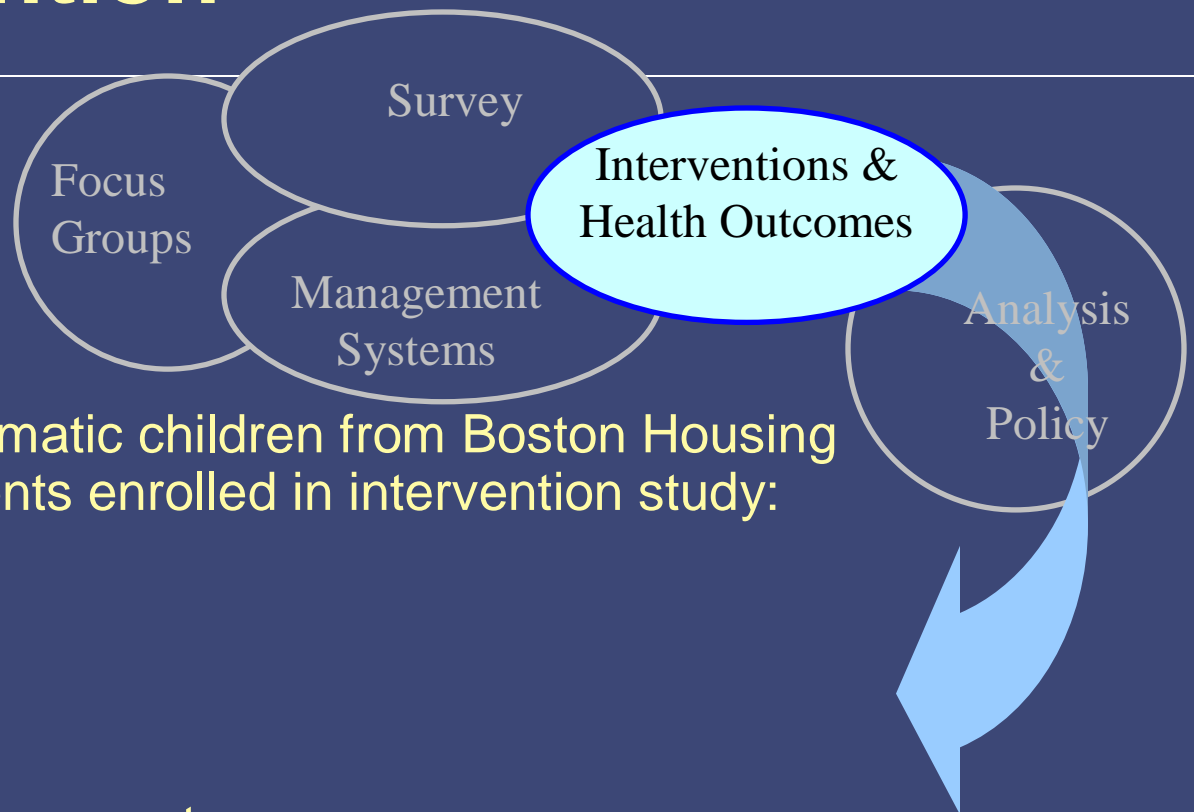 Survey
Focus
Groups
Interventions &
Health Outcomes
Management
Systems
Analysis
&
Policy
matic children from Boston Housing
nts enrolled in intervention study: